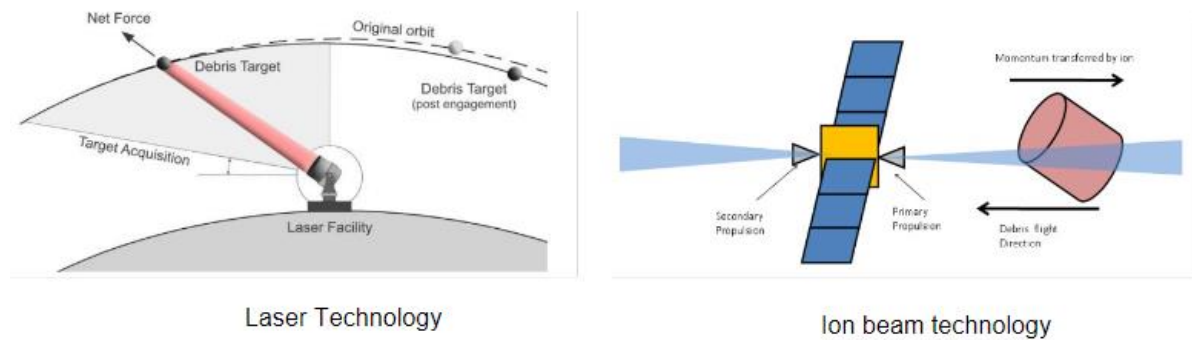 Net Force
Original orbit
Debris Target
Debris Target
(post engagement)
Target Acquisition
Laser Facility
Laser Technology
Momentum transferred by ion
Secondary
Propulsion
Primary
Propulsion
Debris flight
Direction
Ion beam technology